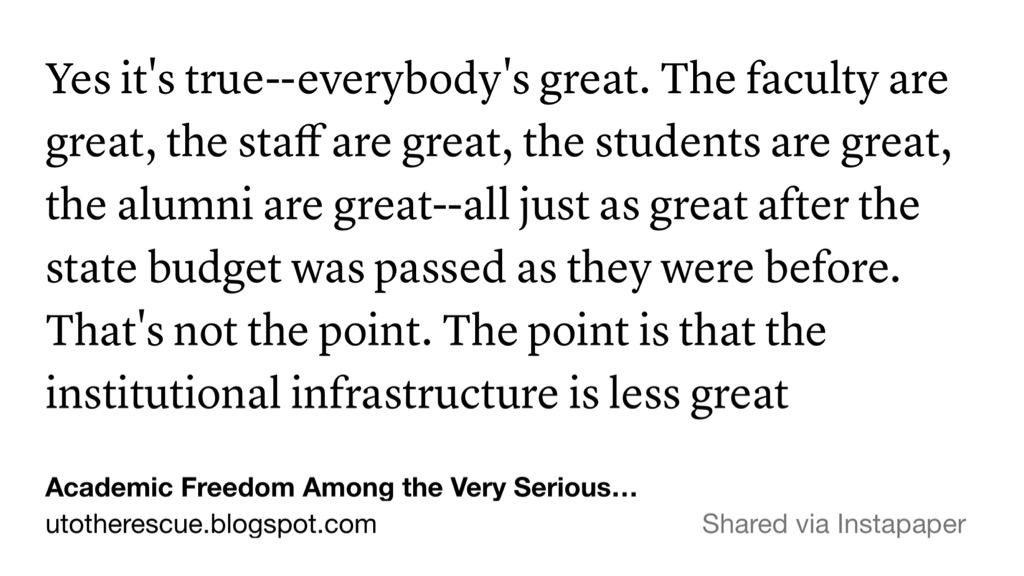 Yes it's true--everybody's great. The faculty are
great, the staff are great, the students are great,
the alumni are great--all just as great after the
state budget was passed as they were before.
That's not the point. The point is that the
institutional infrastructure is less great
Academic Freedom Among the Very Serious…
utotherescue.blogspot.com
Shared via Instapaper